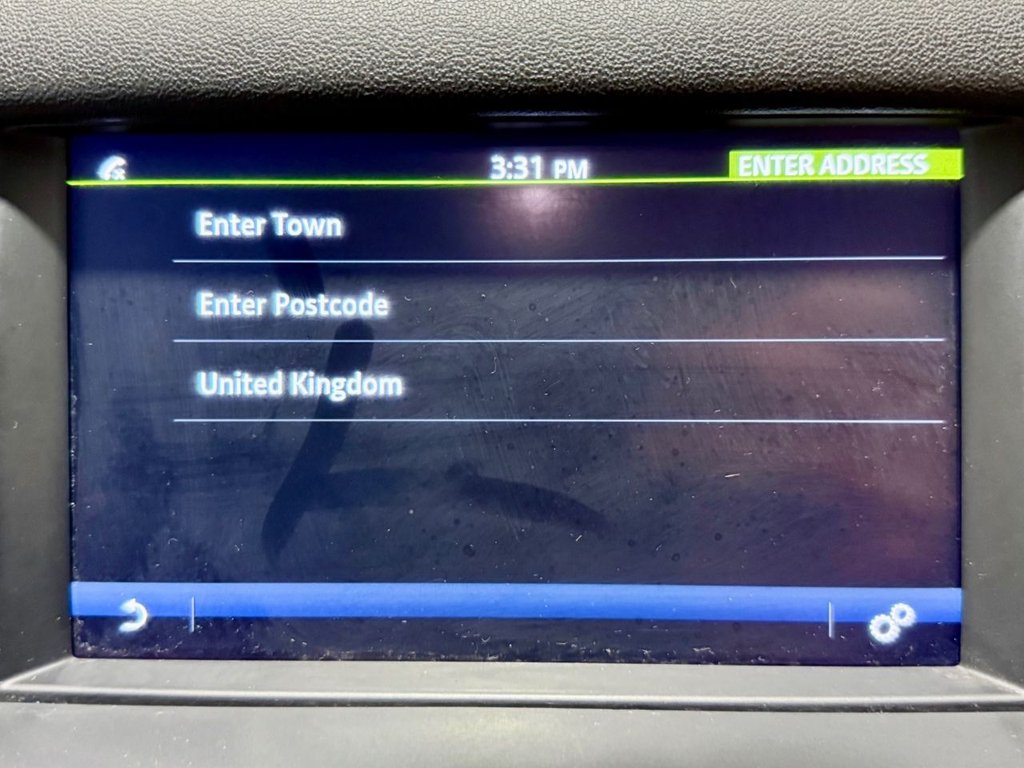 3:31 PM ENTER ADDRESS
Enter Town
Enter Postcode
United Kingdom